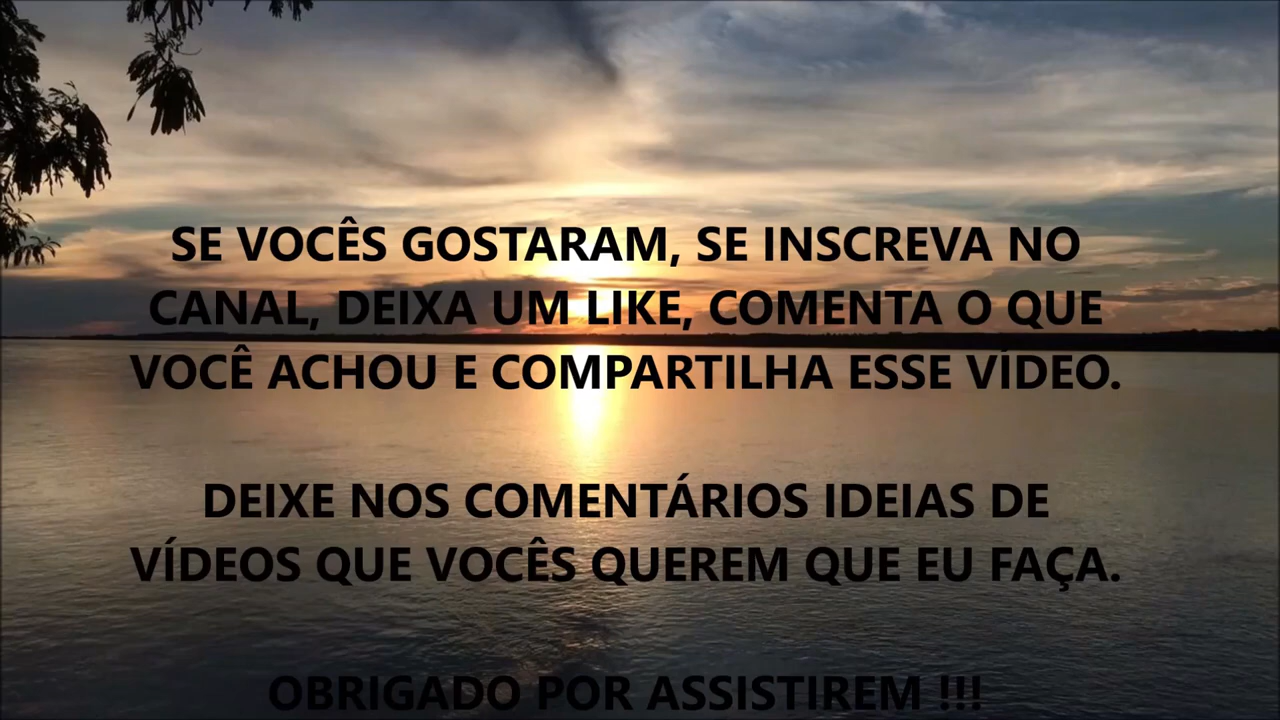 SE VOCÊS GOSTARAM, SE INSCREVA NO
CANAL, DEIXA UM LIKE, COMENTA O QUE
VOCÊ ACHOU E COMPARTILHA ESSE VÍDEO.
DEIXE NOS COMENTÁRIOS IDEIAS DE
VÍDEOS QUE VOCÊS QUEREM QUE EU FAÇA.
OBRIGADO POR ASSISTIREM !!!